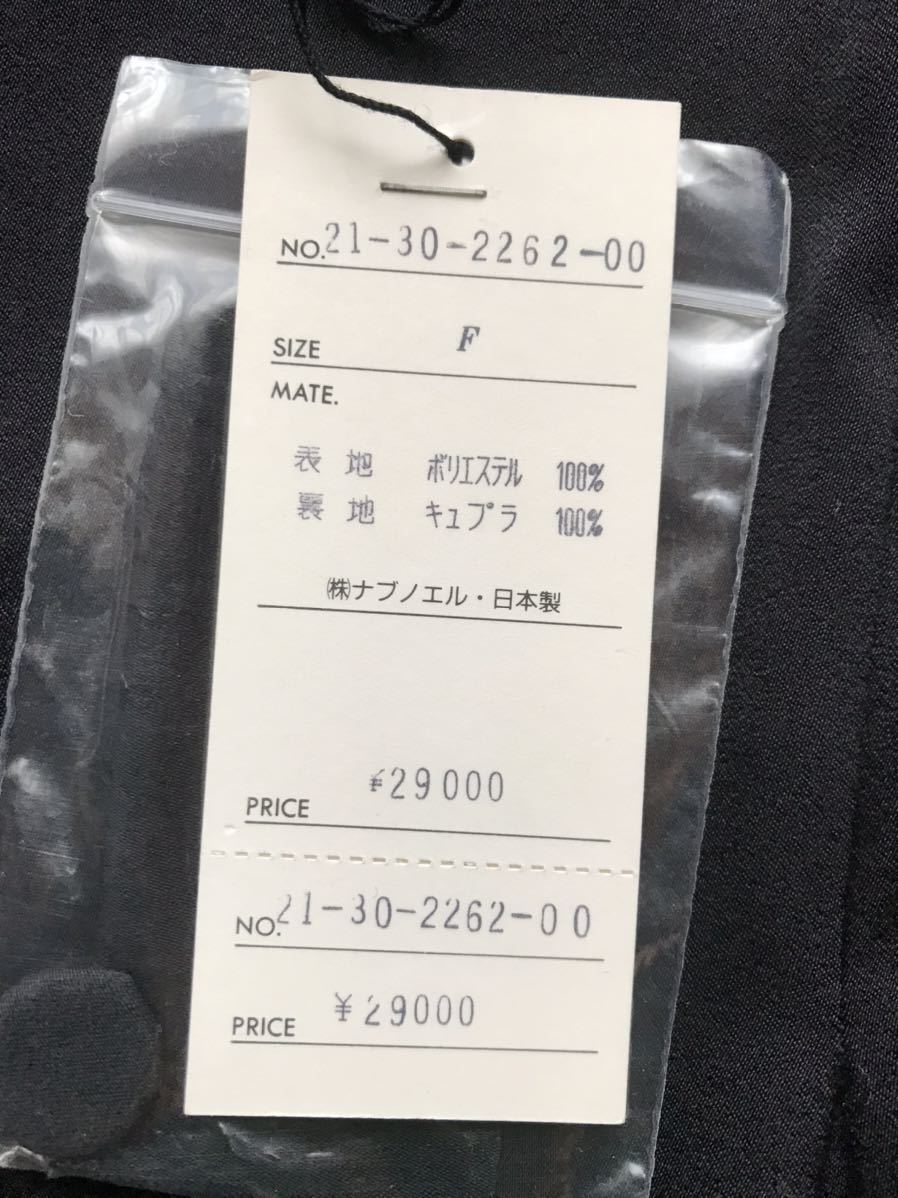 NO. 21-30-2262-00
SIZE F
MATE.
表地 ポリエステル 100%
裏地 キュプラ 100%
㈱ナブノエル・日本製
PRICE ¥29000
NO. 21-30-2262-00
PRICE ¥29000